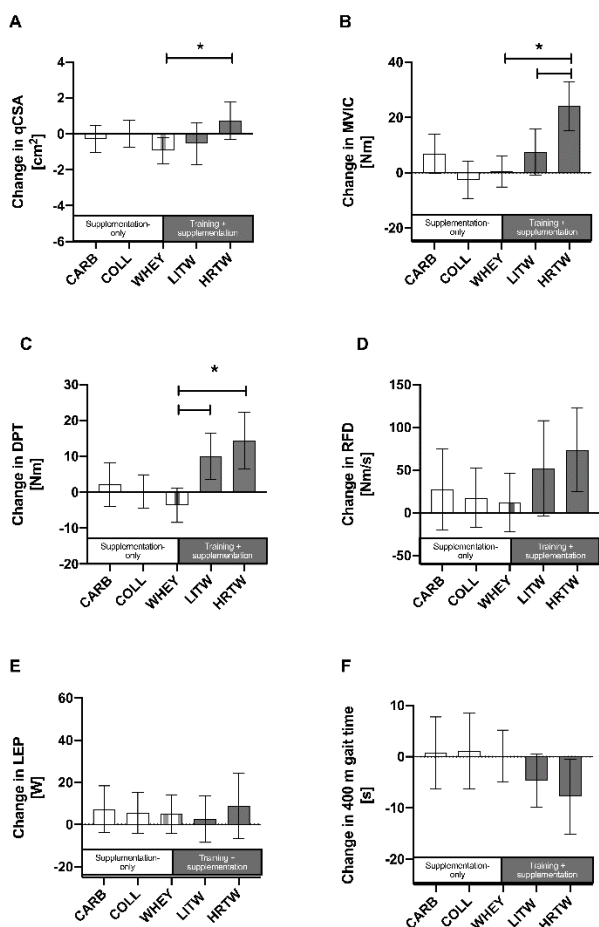 A
*
4
2
0
-2
-4
-6
Change in qCSA
[cm²]
Supplementation-
only
Training +
supplementation
CARB
COLL
WHEY
LITW
HRTW
B
*
40
20
0
-20
Change in MVIC
[Nm]
Supplementation-
only
Training +
supplementation
CARB
COLL
WHEY
LITW
HRTW
C
*
30
20
10
0
-10
-20
Change in DPT
[Nm]
Supplementation-
only
Training +
supplementation
CARB
COLL
WHEY
LITW
HRTW
D
150
100
50
0
-50
Change in RFD
[Nm/s]
Supplementation-
only
Training +
supplementation
CARB
COLL
WHEY
LITW
HRTW
E
60
40
20
0
-20
Change in LEP
[W]
Supplementation-
only
Training +
supplementation
CARB
COLL
WHEY
LITW
HRTW
F
10
0
-10
-20
Change in 400 m gait time
[s]
Supplementation-
only
Training +
supplementation
CARB
COLL
WHEY
LITW
HRTW